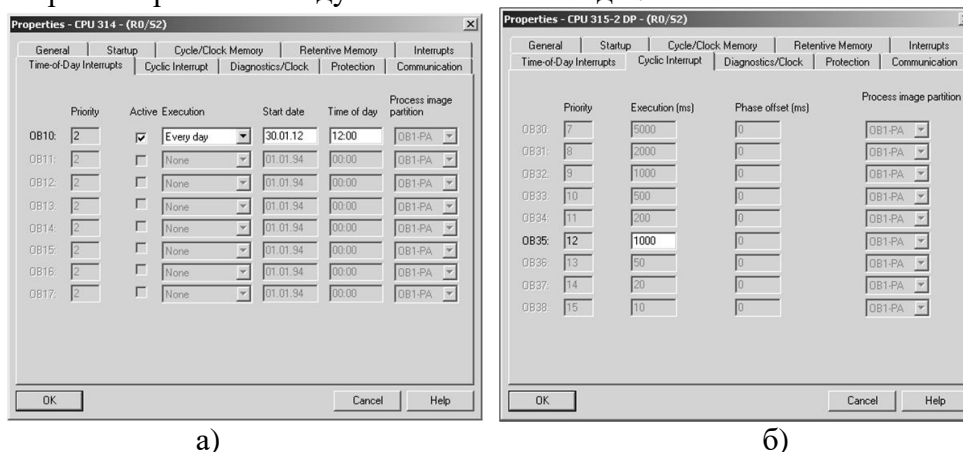 Properties - CPU 314 - (R0/S2)
General Startup Cycle/Clock Memory Retentive Memory Interrupts
Time-of-Day Interrupts Cyclic Interrupt Diagnostics/Clock Protection Communication
Priority Active Execution Start date Time of day Process image partition
OB10: 2 Every day 30.01.12 12:00 OB1-PA
OB11: 2 None 01.01.94 00:00 OB1-PA
OB12: 2 None 01.01.94 00:00 OB1-PA
OB13: 2 None 01.01.94 00:00 OB1-PA
OB14: 2 None 01.01.94 00:00 OB1-PA
OB15: 2 None 01.01.94 00:00 OB1-PA
OB16: 2 None 01.01.94 00:00 OB1-PA
OB17: 2 None 01.01.94 00:00 OB1-PA
OK Cancel Help
а)
Properties - CPU 315-2 DP - (R0/S2)
General Startup Cycle/Clock Memory Retentive Memory Interrupts
Time-of-Day Interrupts Cyclic Interrupt Diagnostics/Clock Protection Communication
Priority Execution (ms) Phase offset (ms) Process image partition
OB30: 7 5000 0 OB1-PA
OB31: 8 2000 0 OB1-PA
OB32: 9 1000 0 OB1-PA
OB33: 10 500 0 OB1-PA
OB34: 11 200 0 OB1-PA
OB35: 12 1000 0 OB1-PA
OB36: 13 50 0 OB1-PA
OB37: 14 20 0 OB1-PA
OB38: 15 10 0 OB1-PA
OK Cancel Help
б)